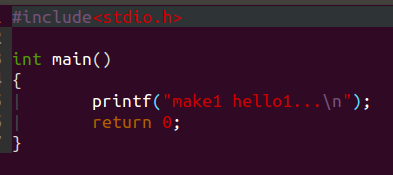 #include<stdio.h>
int main()
{
printf("make1 hello1...\n");
return 0;
}